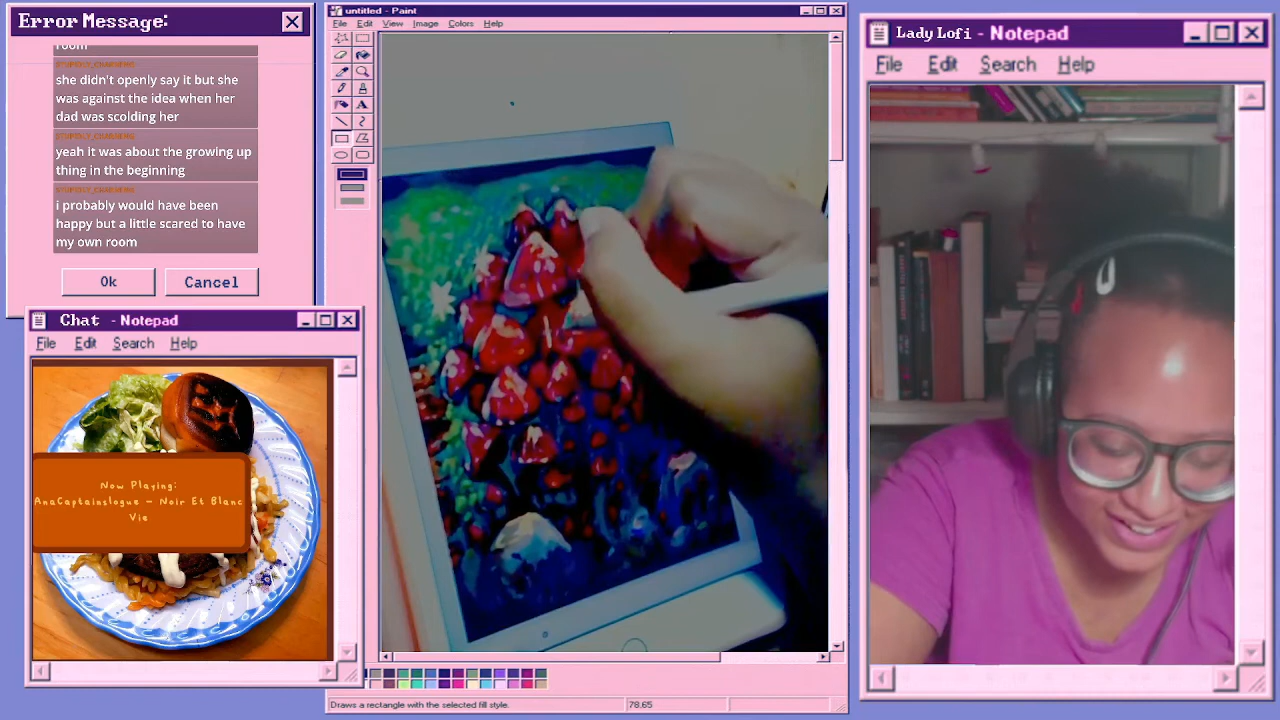 Error Message:
room
STUPIDLY_CHARMING
she didn't openly say it but she
was against the idea when her
dad was scolding her
STUPIDLY_CHARMING
yeah it was about the growing up
thing in the beginning
STUPIDLY_CHARMING
i probably would have been
happy but a little scared to have
my own room
Ok
Cancel
Chat - Notepad
File Edit Search Help
Now Playing:
AnaCaptainslogue - Noir Et Blanc
Vie
untitled - Paint
File Edit View Image Colors Help
A
Draws a rectangle with the selected fill style.
78,65
Lady Lofi - Notepad
File Edit Search Help